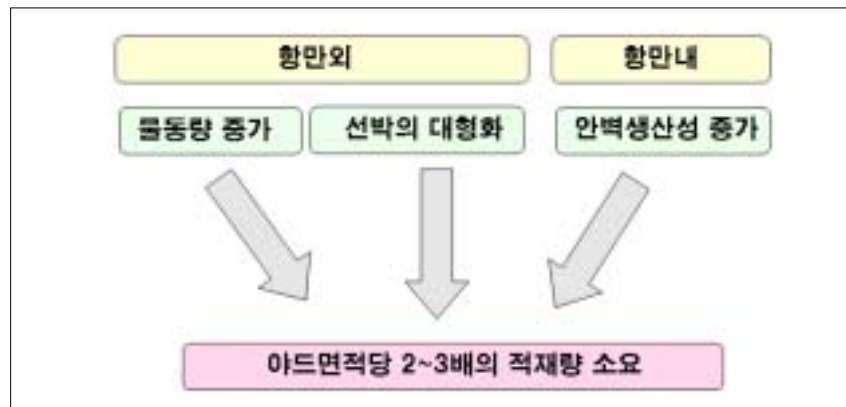 항만외 항만내
물동량 증가 선박의 대형화 안벽생산성 증가
야드면적당 2~3배의 적재량 소요